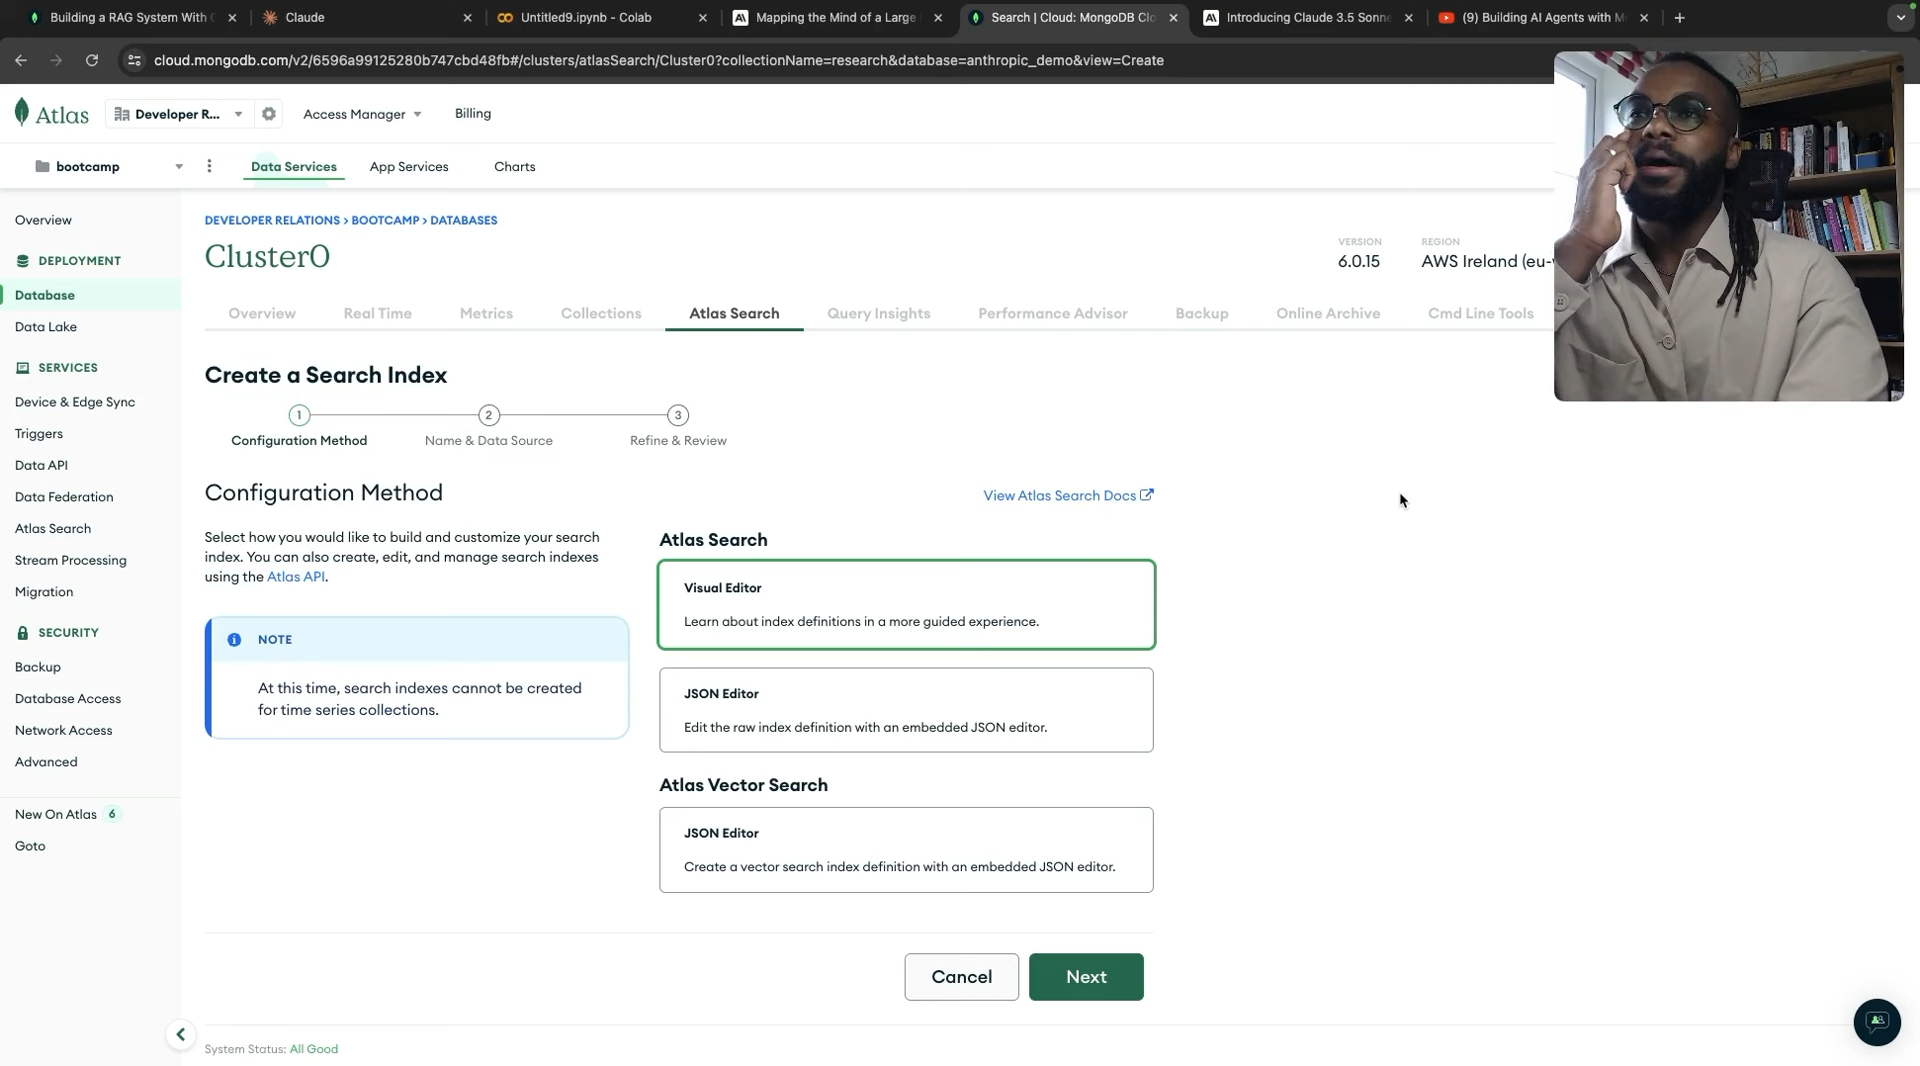 Building a RAG System With
Claude
Untitled9.ipynb - Colab
Mapping the Mind of a Large
Search | Cloud: MongoDB Clo
Introducing Claude 3.5 Sonne
(9) Building AI Agents with M
cloud.mongodb.com/v2/6596a99125280b747cbd48fb#/clusters/atlasSearch/Cluster0?collectionName=research&database=anthropic_demo&view=Create
Atlas
Developer R...
Access Manager
Billing
bootcamp
Data Services
App Services
Charts
Overview
DEPLOYMENT
Database
Data Lake
SERVICES
Device & Edge Sync
Triggers
Data API
Data Federation
Atlas Search
Stream Processing
Migration
SECURITY
Backup
Database Access
Network Access
Advanced
New On Atlas 6
Goto
DEVELOPER RELATIONS > BOOTCAMP > DATABASES
Cluster0
VERSION
6.0.15
REGION
AWS Ireland (eu-w
Overview
Real Time
Metrics
Collections
Atlas Search
Query Insights
Performance Advisor
Backup
Online Archive
Cmd Line Tools
Create a Search Index
1
2
3
Configuration Method
Name & Data Source
Refine & Review
Configuration Method
View Atlas Search Docs
Select how you would like to build and customize your search
index. You can also create, edit, and manage search indexes
using the Atlas API.
NOTE
At this time, search indexes cannot be created
for time series collections.
Atlas Search
Visual Editor
Learn about index definitions in a more guided experience.
JSON Editor
Edit the raw index definition with an embedded JSON editor.
Atlas Vector Search
JSON Editor
Create a vector search index definition with an embedded JSON editor.
Cancel
Next
System Status: All Good